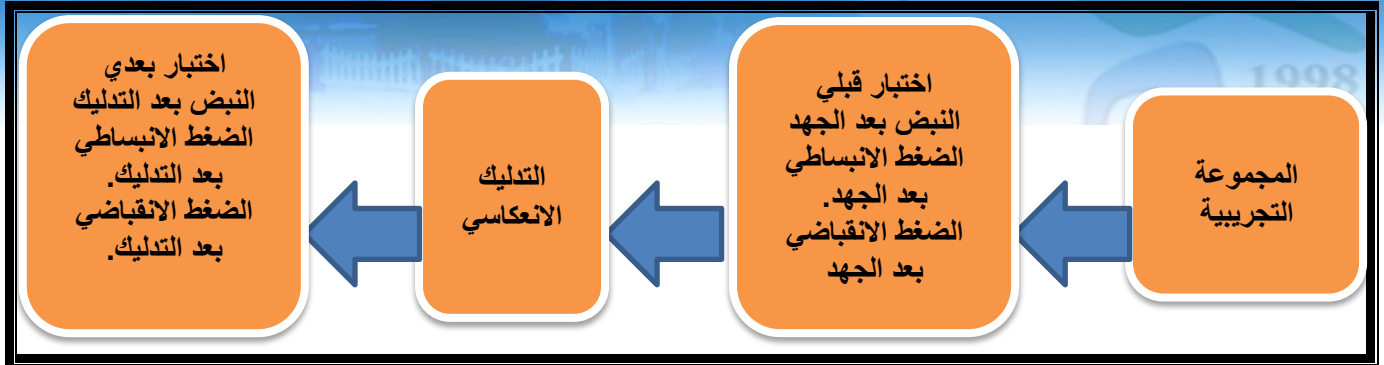 المجموعة
التجريبية
اختبار قبلي
النبض بعد الجهد
الضغط الانبساطي
بعد الجهد.
الضغط الانقباضي
بعد الجهد
التدليك
الانعكاسي
اختبار بعدي
النبض بعد التدليك
الضغط الانبساطي
بعد التدليك.
الضغط الانقباضي
بعد التدليك.
1998